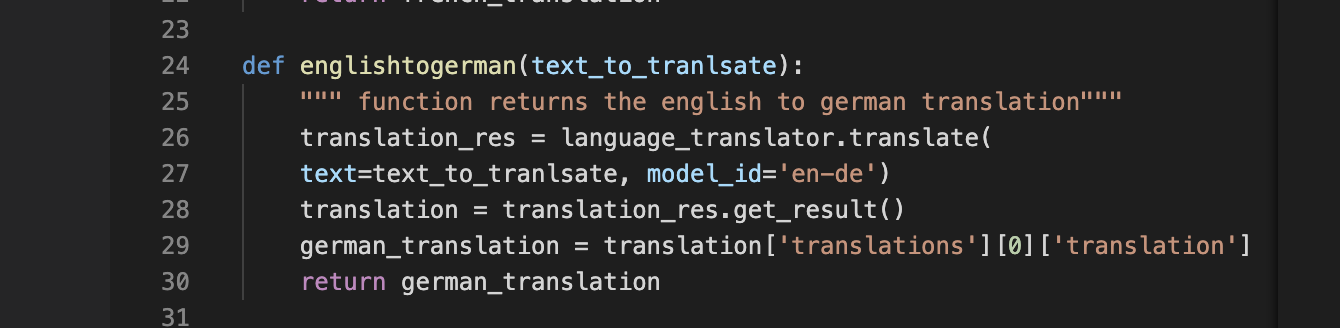 22 return french_translation
23
24 def englishtogerman(text_to_tranlsate):
25 """ function returns the english to german translation"""
26 translation_res = language_translator.translate(
27 text=text_to_tranlsate, model_id='en-de')
28 translation = translation_res.get_result()
29 german_translation = translation['translations'][0]['translation']
30 return german_translation
31